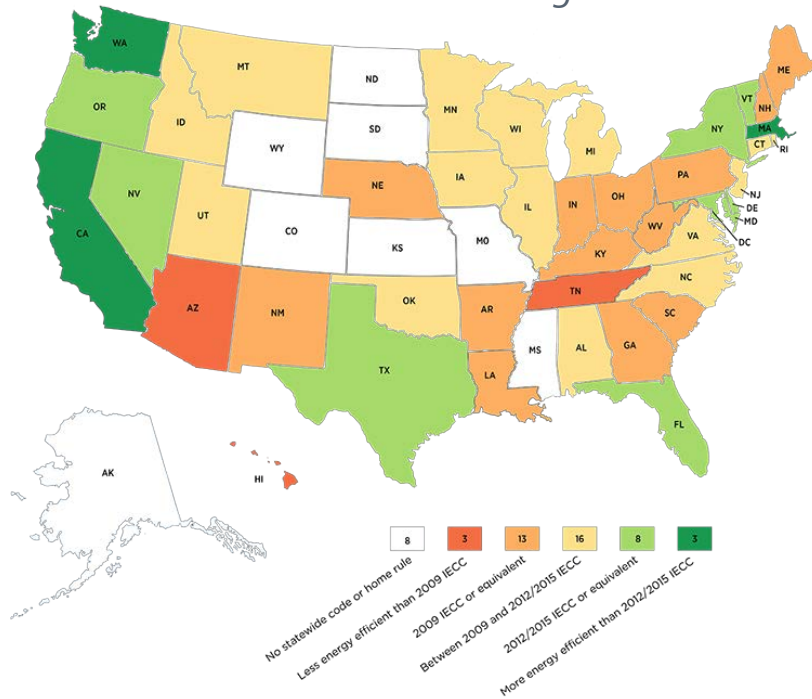 WA
MT
ND
ME
OR
ID
MN
VT
NH
SD
WI
NY
MA
WY
MI
CT
RI
NV
NE
IA
PA
NJ
UT
IL
IN
OH
DE
MD
CA
CO
KS
MO
WV
VA
DC
KY
AZ
NM
OK
AR
TN
NC
SC
TX
LA
MS
AL
GA
FL
AK
HI
8
3
13
16
8
3
No statewide code or home rule
Less energy efficient than 2009 IECC
2009 IECC or equivalent
Between 2009 and 2012/2015 IECC
2012/2015 IECC or equivalent
More energy efficient than 2012/2015 IECC